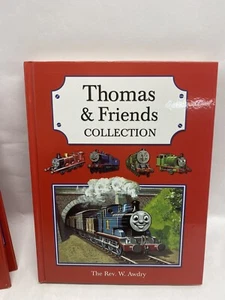 Thomas
& Friends
COLLECTION
The Rev. W. Awdry